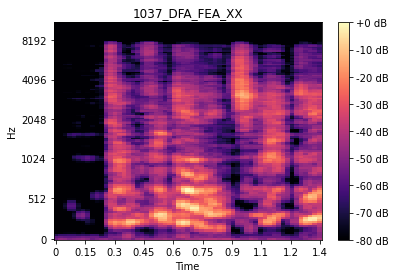 1037_DFA_FEA_XX
+0 dB
8192
-10 dB
4096
-20 dB
-30 dB
2048
Hz
-40 dB
1024
-50 dB
512
-60 dB
-70 dB
0
-80 dB
0 0.15 0.3 0.45 0.6 0.75 0.9 1.1 1.2 1.4
Time